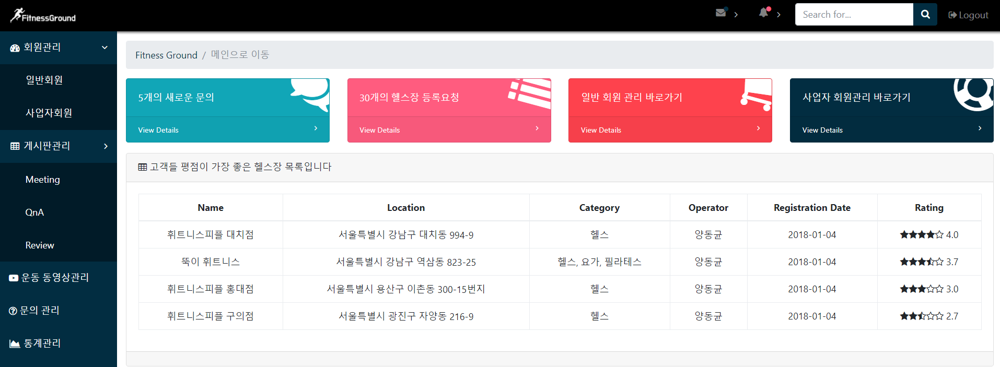 FitnessGround
Search for...
Logout
회원관리
일반회원
사업자회원
게시판관리
Meeting
QnA
Review
운동 동영상관리
문의 관리
통계관리
Fitness Ground / 메인으로 이동
5개의 새로운 문의
View Details
30개의 헬스장 등록요청
View Details
일반 회원 관리 바로가기
View Details
사업자 회원관리 바로가기
View Details
고객들 평점이 가장 좋은 헬스장 목록입니다
Name Location Category Operator Registration Date Rating
휘트니스피플 대치점 서울특별시 강남구 대치동 994-9 헬스 양동균 2018-01-04 4.0
뚝이 휘트니스 서울특별시 강남구 역삼동 823-25 헬스, 요가, 필라테스 양동균 2018-01-04 3.7
휘트니스피플 홍대점 서울특별시 용산구 이촌동 300-15번지 헬스 양동균 2018-01-04 3.0
휘트니스피플 구의점 서울특별시 광진구 자양동 216-9 헬스 양동균 2018-01-04 2.7